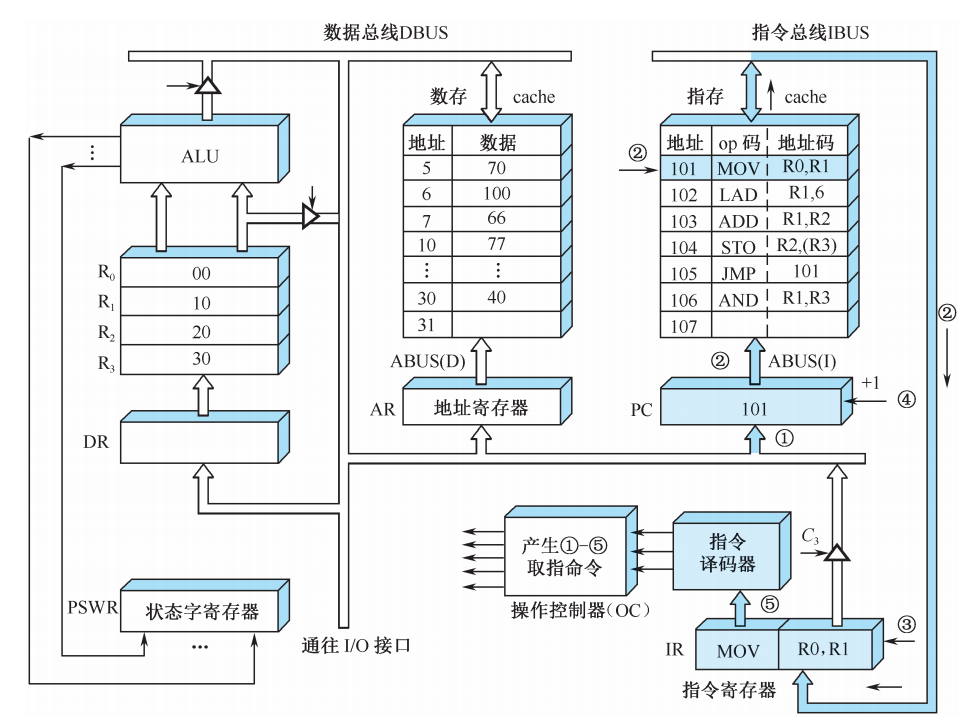 数据总线DBUS
指令总线IBUS
数存
cache
指存
cache
ALU
⋮
地址 数据
5 70
6 100
7 66
10 77
⋮ ⋮
30 40
31
②
地址 op 码 地址码
101 MOV R0,R1
102 LAD R1,6
103 ADD R1,R2
104 STO R2,(R3)
105 JMP 101
106 AND R1,R3
107
R₀ 00
R₁ 10
R₂ 20
R₃ 30
②
ABUS(D)
②
ABUS(I)
AR
地址寄存器
PC
101
+1
④
DR
①
产生①-⑤
取指命令
操作控制器(OC)
指令
译码器
C₃
⑤
③
PSWR
状态字寄存器
…
通往 I/O 接口
IR
MOV
R0, R1
指令寄存器